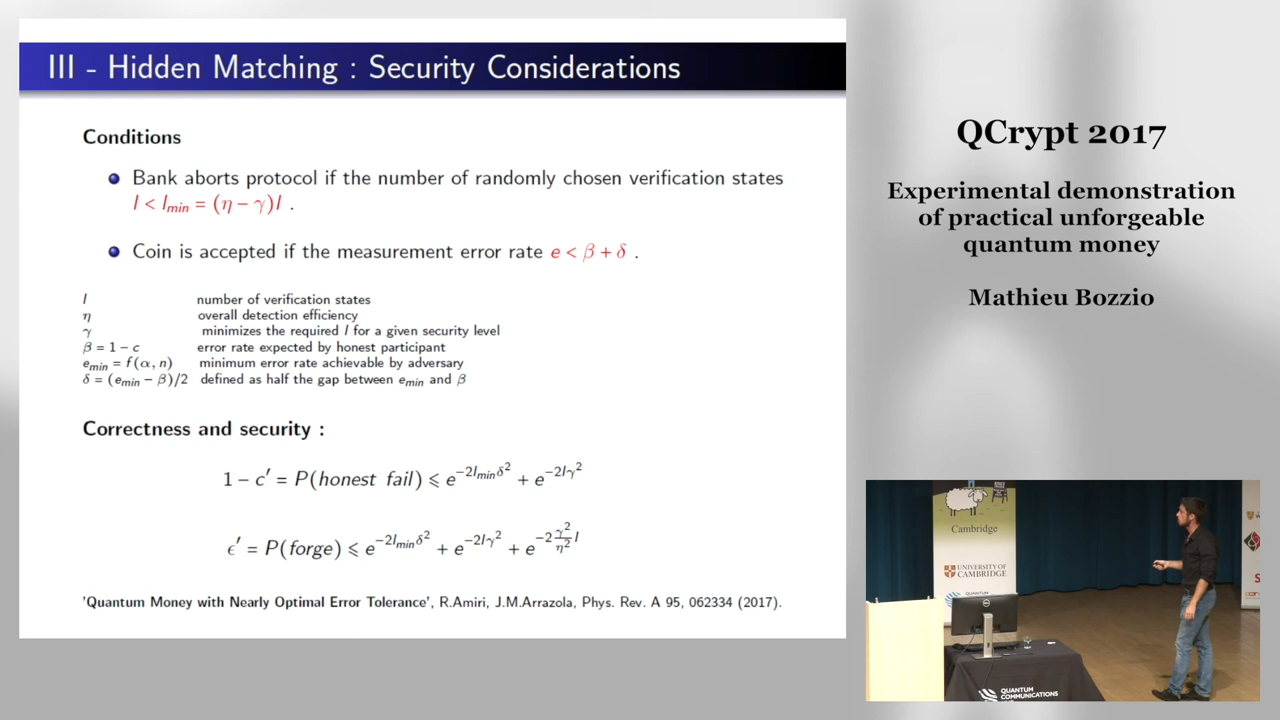 III - Hidden Matching : Security Considerations
Conditions
Bank aborts protocol if the number of randomly chosen verification states
l < l_min = (η − γ)l .
Coin is accepted if the measurement error rate e < β + δ .
l number of verification states
η overall detection efficiency
γ minimizes the required l for a given security level
β = 1 − c error rate expected by honest participant
e_min = f(α, n) minimum error rate achievable by adversary
δ = (e_min − β)/2 defined as half the gap between e_min and β
Correctness and security :
1 − c′ = P(honest fail) ⩽ e^{−2l_min δ^2} + e^{−2lγ^2}
ϵ′ = P(forge) ⩽ e^{−2l_min δ^2} + e^{−2lγ^2} + e^{−2 (γ^2/η^2) l}
'Quantum Money with Nearly Optimal Error Tolerance', R.Amiri, J.M.Arrazola, Phys. Rev. A 95, 062334 (2017).
QCrypt 2017
Experimental demonstration
of practical unforgeable
quantum money
Mathieu Bozzio
Cambridge
UNIVERSITY OF
CAMBRIDGE
QUANTUM
QUANTUM
COMMUNICATIONS